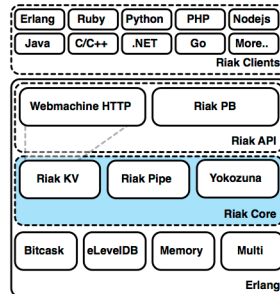 Erlang Ruby Python PHP Nodejs
Java C/C++ .NET Go More..
Riak Clients
Webmachine HTTP Riak PB
Riak API
Riak KV Riak Pipe Yokozuna
Riak Core
Bitcask eLevelDB Memory Multi
Erlang